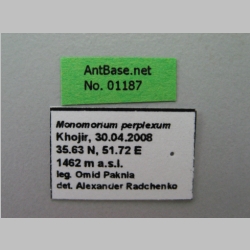 AntBase.net
No. 01187
Monomorium perplexum
Khojir, 30.04.2008
35.63 N, 51.72 E
1462 m a.s.l.
leg. Omid Paknia
det. Alexander Radchenko